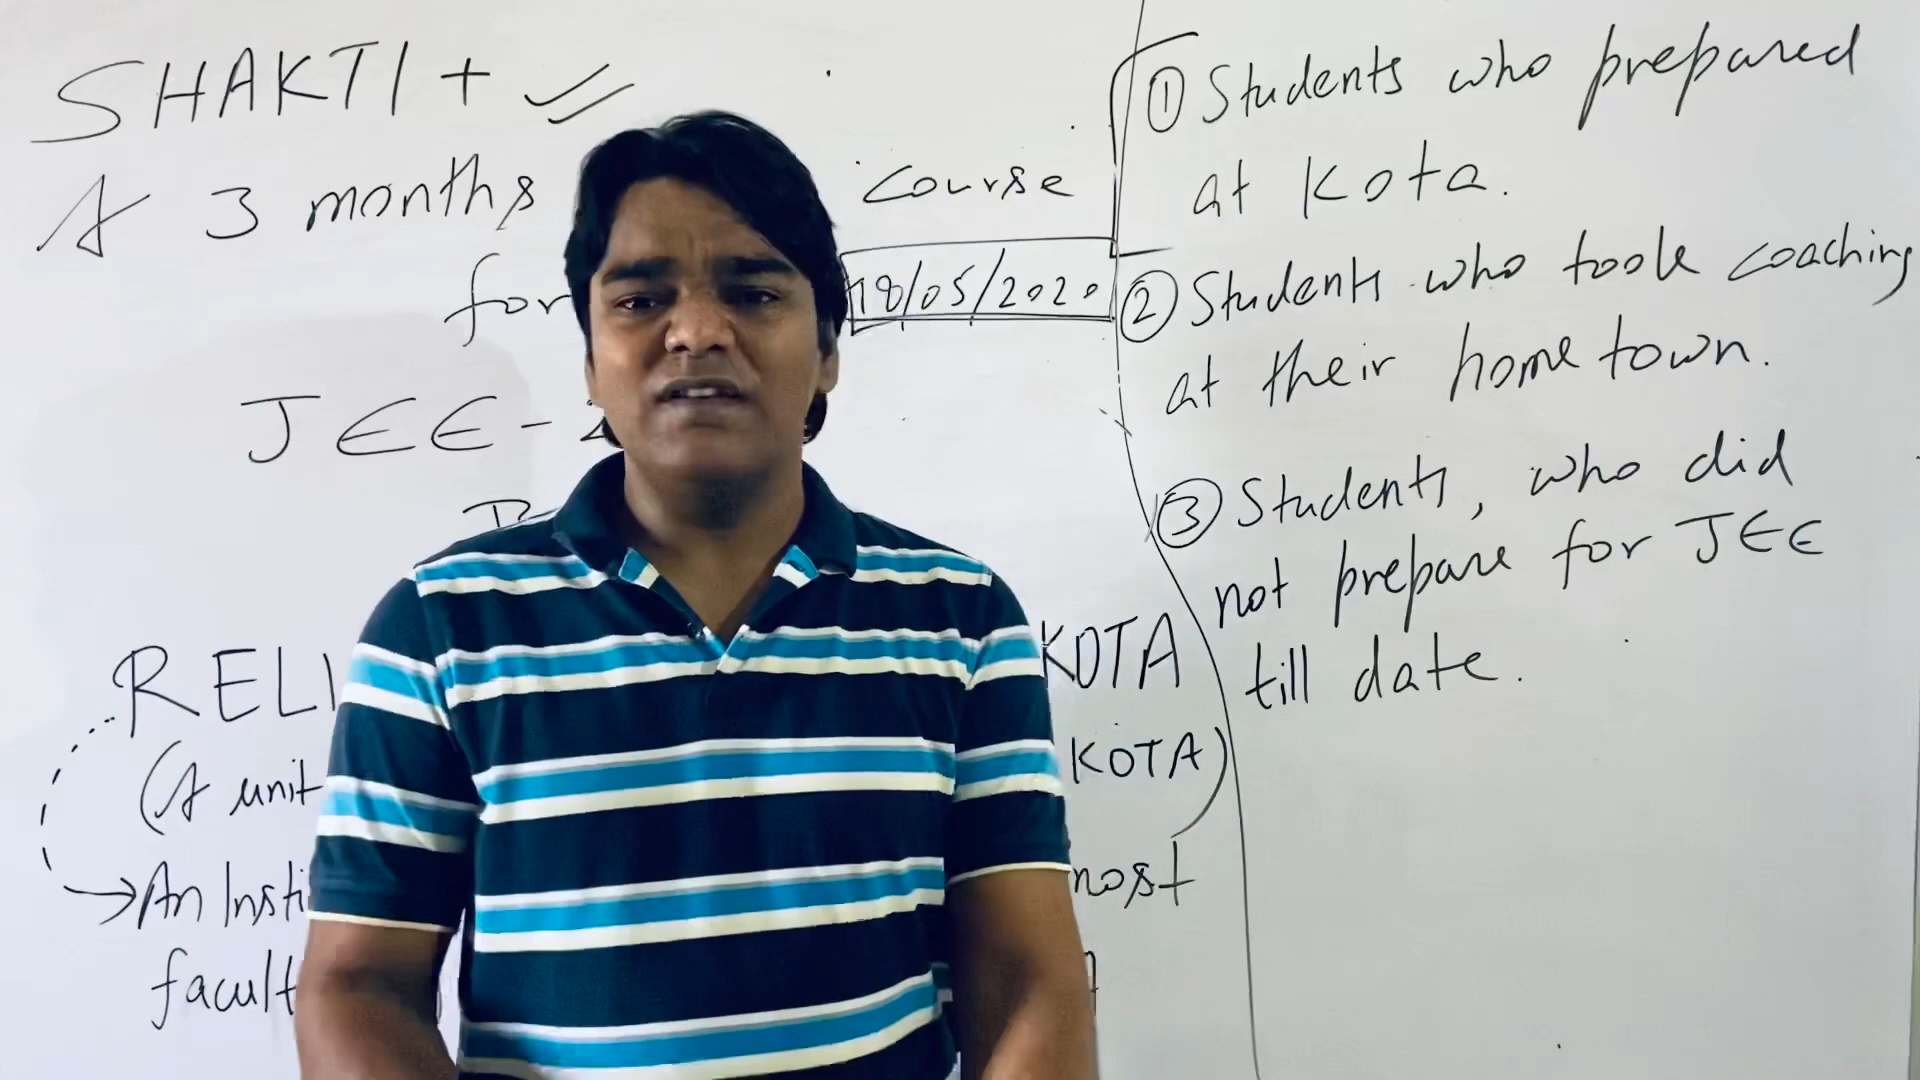 SHAKTI +
A 3 months course
for 18/05/2020
JEE -
RELI KOTA
(A unit KOTA)
An Insti most
facult
① Students who prepared
at Kota.
② Students who took coaching
at their home town.
③ Students, who did
not prepare for JEE
till date.